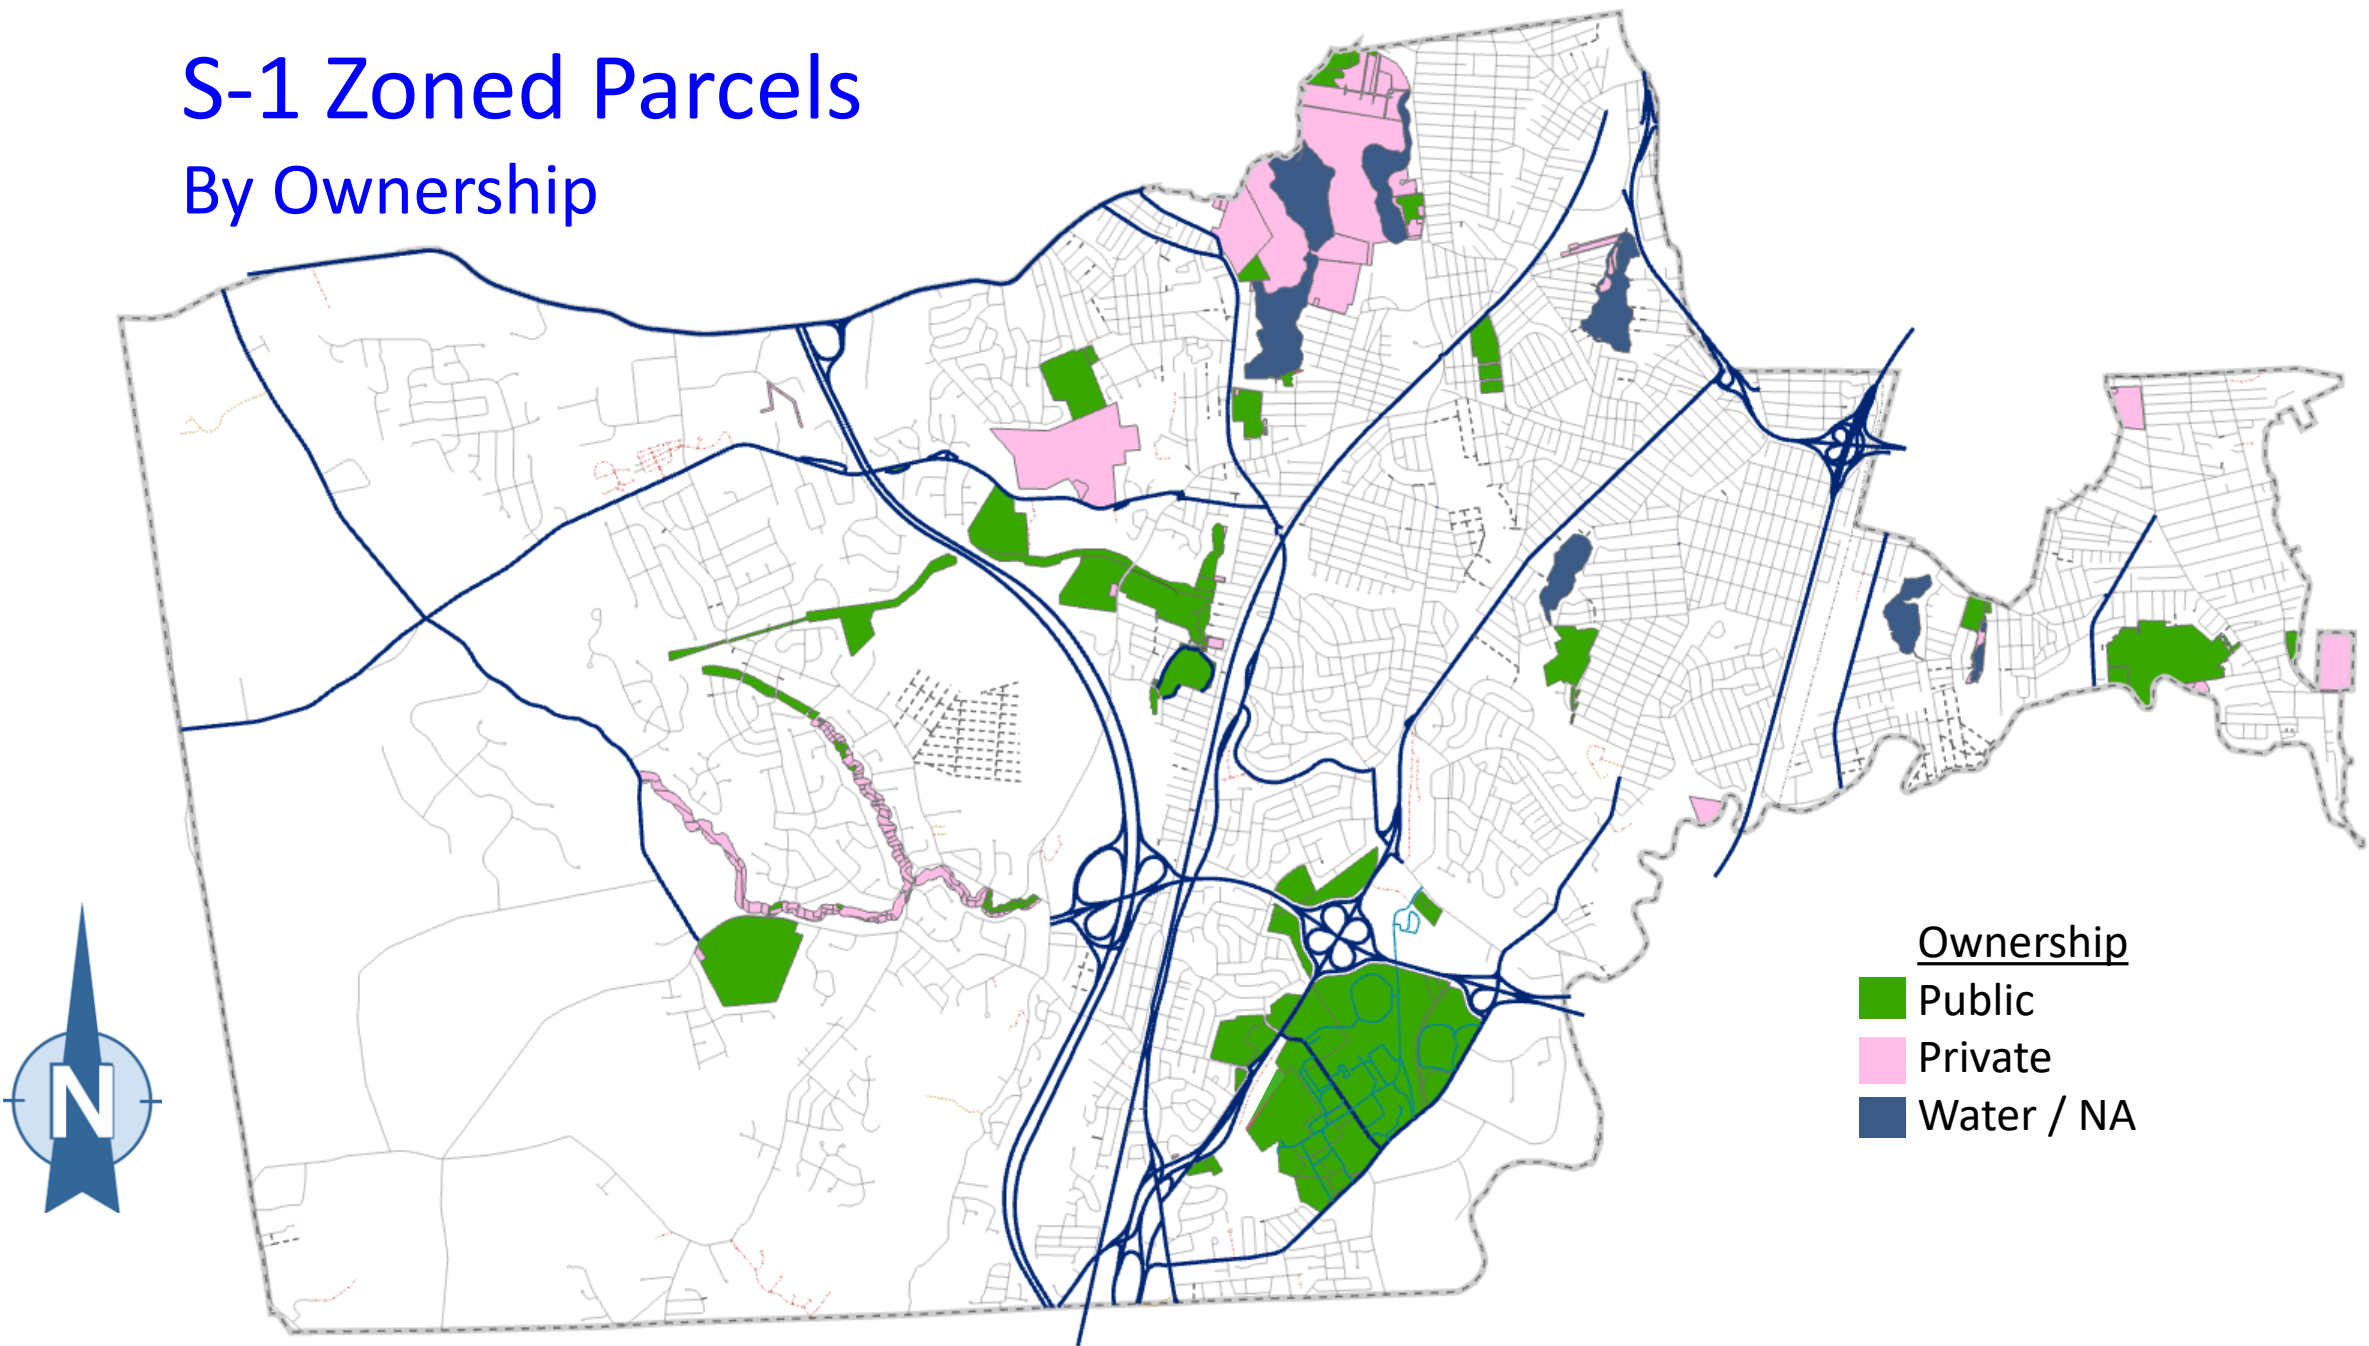 S-1 Zoned Parcels
By Ownership
Ownership
Public
Private
Water / NA
N